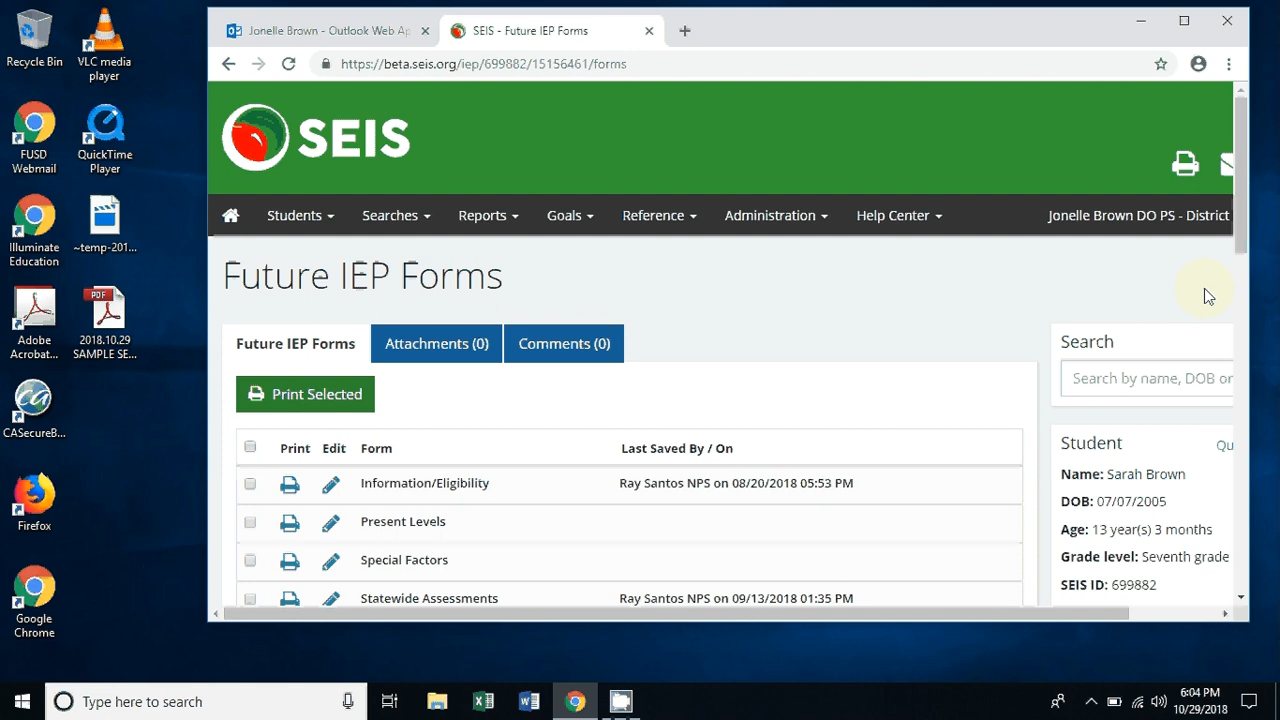 Recycle Bin
VLC media player
FUSD Webmail
QuickTime Player
Illuminate Education
~temp-201...
Adobe Acrobat...
PDF
2018.10.29 SAMPLE SE...
CASecureB...
Firefox
Google Chrome
Jonelle Brown - Outlook Web Ap
SEIS - Future IEP Forms
https://beta.seis.org/iep/699882/15156461/forms
SEIS
Students
Searches
Reports
Goals
Reference
Administration
Help Center
Jonelle Brown DO PS - District
Future IEP Forms
Future IEP Forms
Attachments (0)
Comments (0)
Print Selected
Print Edit Form Last Saved By / On
Information/Eligibility Ray Santos NPS on 08/20/2018 05:53 PM
Present Levels
Special Factors
Statewide Assessments Ray Santos NPS on 09/13/2018 01:35 PM
Search
Search by name, DOB or
Student Qu
Name: Sarah Brown
DOB: 07/07/2005
Age: 13 year(s) 3 months
Grade level: Seventh grade
SEIS ID: 699882
Type here to search
6:04 PM
10/29/2018